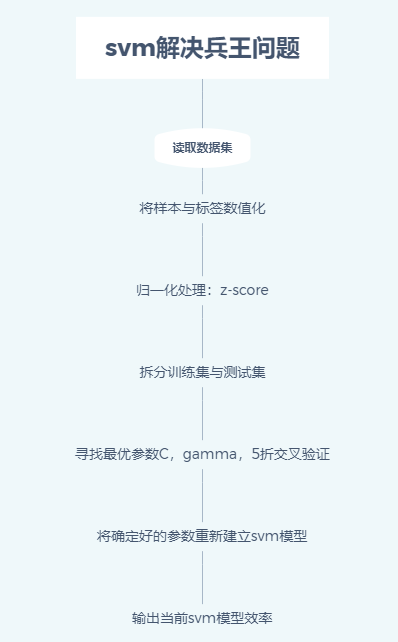 svm解决兵王问题
读取数据集
将样本与标签数值化
归一化处理：z-score
拆分训练集与测试集
寻找最优参数C，gamma，5折交叉验证
将确定好的参数重新建立svm模型
输出当前svm模型效率